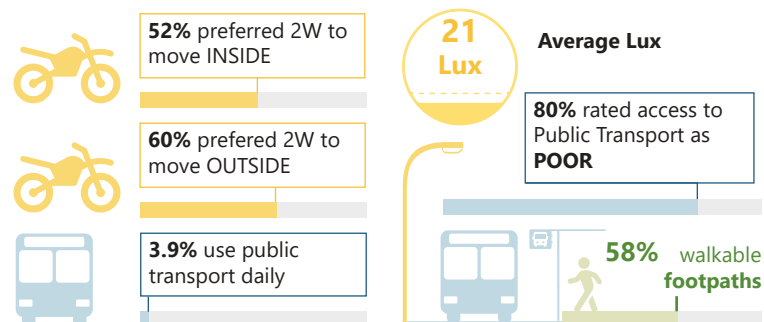 52% preferred 2W to
move INSIDE
60% prefered 2W to
move OUTSIDE
3.9% use public
transport daily
21
Lux
Average Lux
80% rated access to
Public Transport as
POOR
58% walkable
footpaths